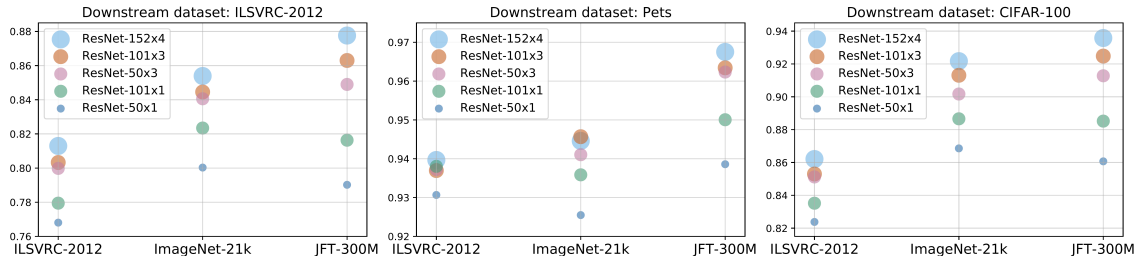 Downstream dataset: ILSVRC-2012
0.88
0.86
0.84
0.82
0.80
0.78
0.76
ResNet-152x4
ResNet-101x3
ResNet-50x3
ResNet-101x1
ResNet-50x1
ILSVRC-2012
ImageNet-21k
JFT-300M
Downstream dataset: Pets
0.97
0.96
0.95
0.94
0.93
0.92
ResNet-152x4
ResNet-101x3
ResNet-50x3
ResNet-101x1
ResNet-50x1
ILSVRC-2012
ImageNet-21k
JFT-300M
Downstream dataset: CIFAR-100
0.94
0.92
0.90
0.88
0.86
0.84
0.82
ResNet-152x4
ResNet-101x3
ResNet-50x3
ResNet-101x1
ResNet-50x1
ILSVRC-2012
ImageNet-21k
JFT-300M